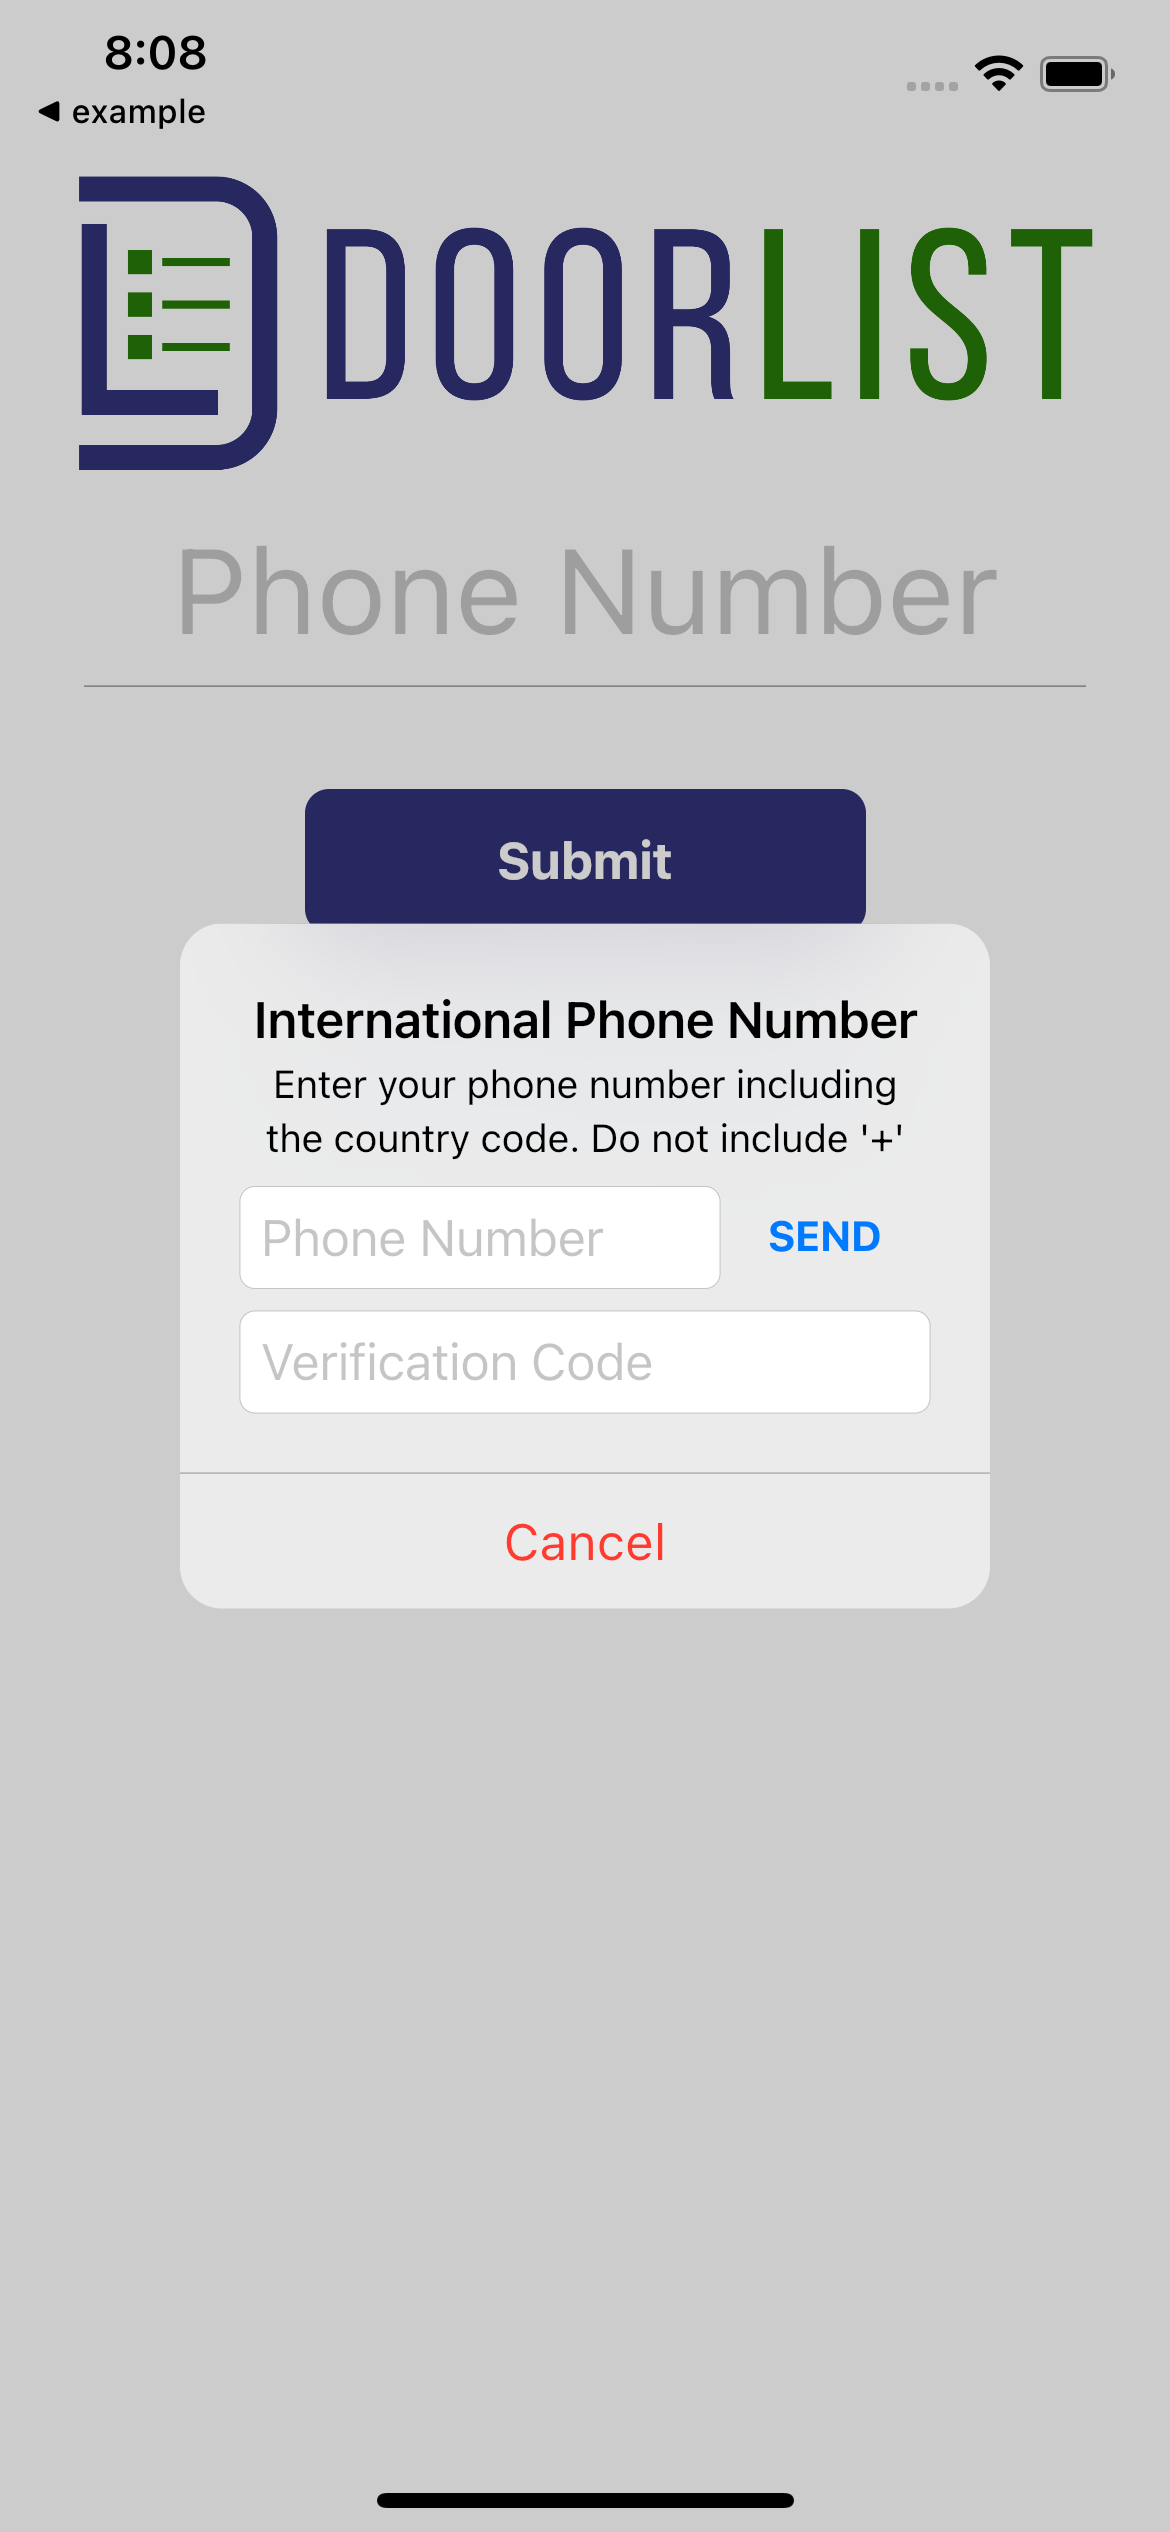 8:08
example
DOORLIST
Phone Number
Submit
International Phone Number
Enter your phone number including
the country code. Do not include '+'
Phone Number
SEND
Verification Code
Cancel